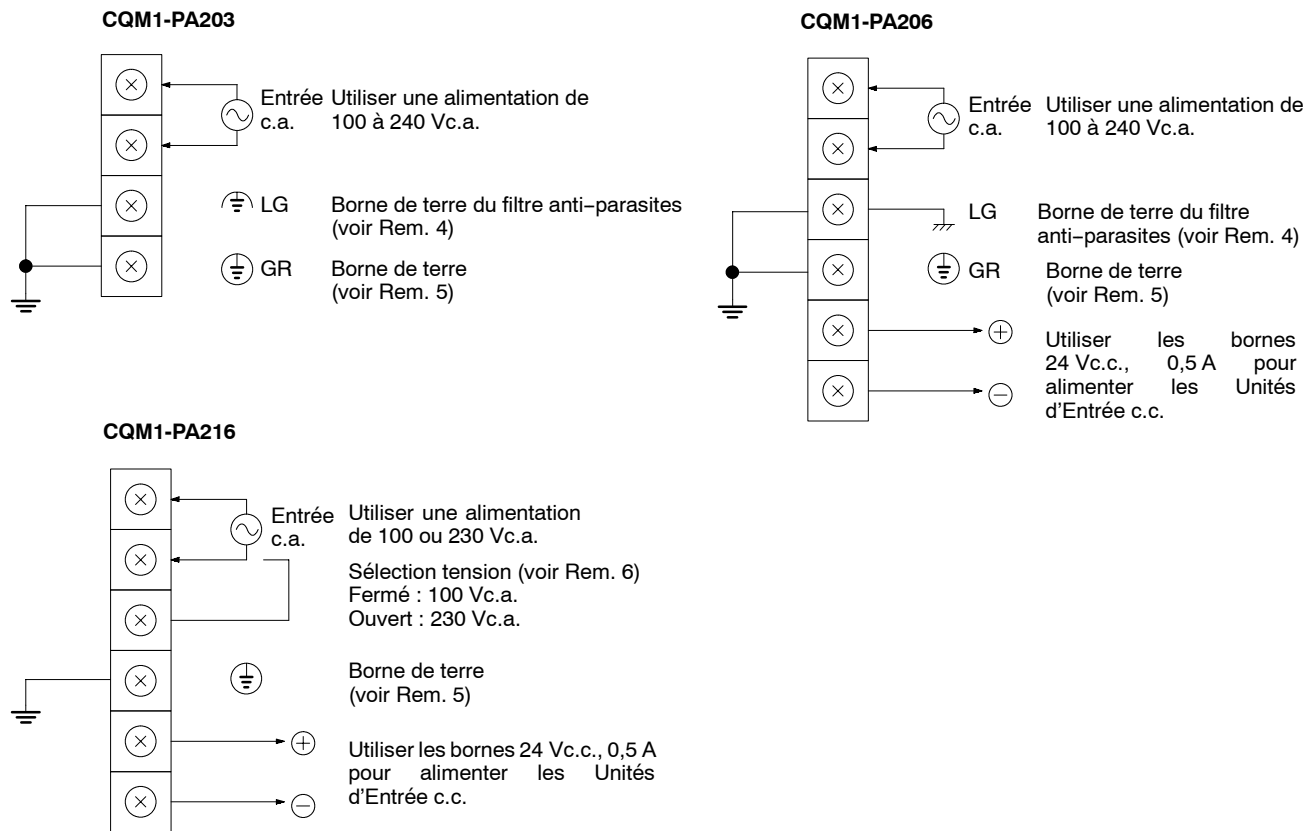 CQM1-PA203
Entrée
c.a.
Utiliser une alimentation de
100 à 240 Vc.a.
LG
Borne de terre du filtre anti–parasites
(voir Rem. 4)
GR
Borne de terre
(voir Rem. 5)
CQM1-PA206
Entrée
c.a.
Utiliser une alimentation de
100 à 240 Vc.a.
LG
Borne de terre du filtre
anti–parasites (voir Rem. 4)
GR
Borne de terre
(voir Rem. 5)
Utiliser les bornes
24 Vc.c., 0,5 A pour
alimenter les Unités
d'Entrée c.c.
CQM1-PA216
Entrée
c.a.
Utiliser une alimentation
de 100 ou 230 Vc.a.
Sélection tension (voir Rem. 6)
Fermé : 100 Vc.a.
Ouvert : 230 Vc.a.
Borne de terre
(voir Rem. 5)
Utiliser les bornes 24 Vc.c., 0,5 A
pour alimenter les Unités
d'Entrée c.c.